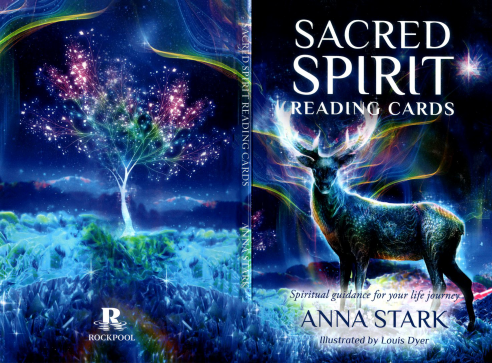 R
ROCKPOOL
SACRED SPIRIT READING CARDS
ANNA STARK
SACRED
SPIRIT
READING CARDS
Spiritual guidance for your life journey
ANNA STARK
Illustrated by Louis Dyer